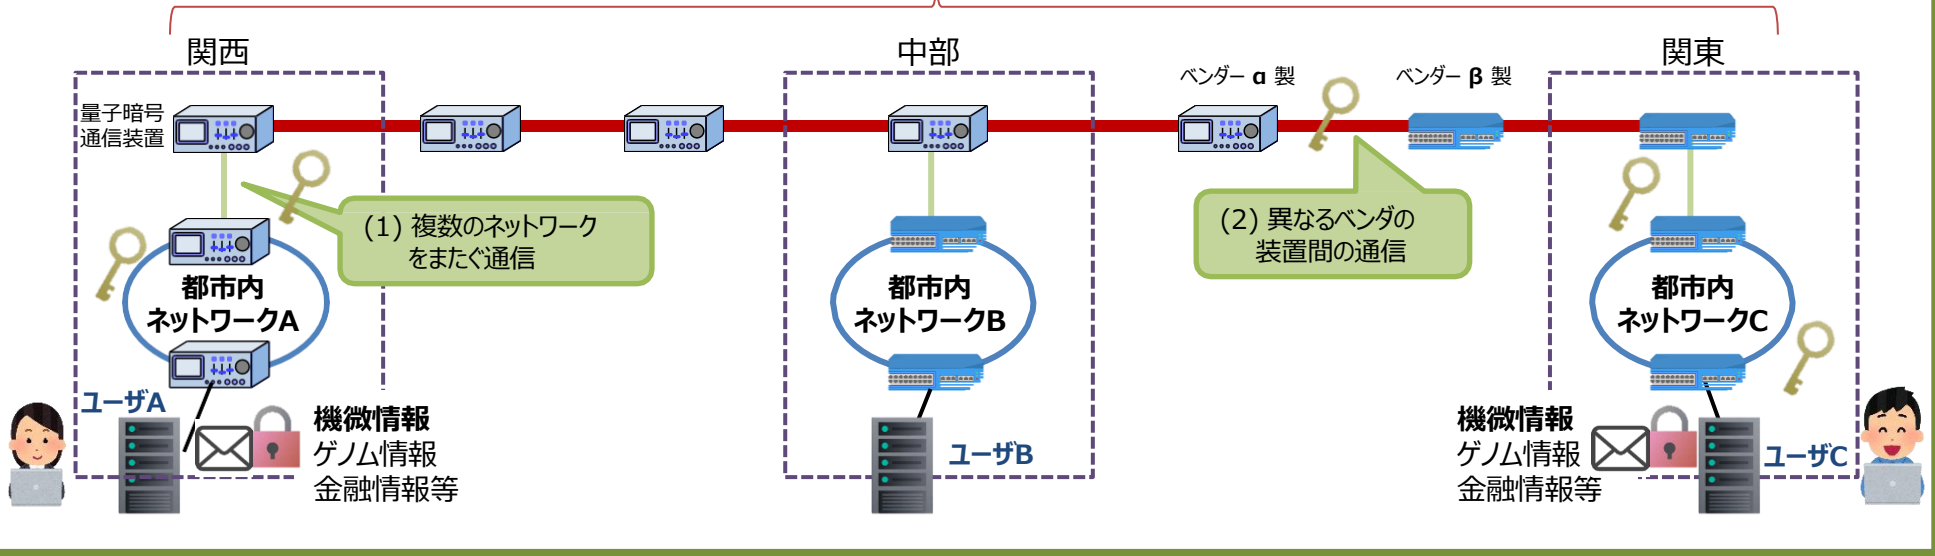 関西
中部
関東
ベンダー α 製
ベンダー β 製
量子暗号
通信装置
(1) 複数のネットワーク
をまたぐ通信
(2) 異なるベンダの
装置間の通信
都市内
ネットワークA
都市内
ネットワークB
都市内
ネットワークC
ユーザA
機微情報
ゲノム情報
金融情報等
ユーザB
機微情報
ゲノム情報
金融情報等
ユーザC